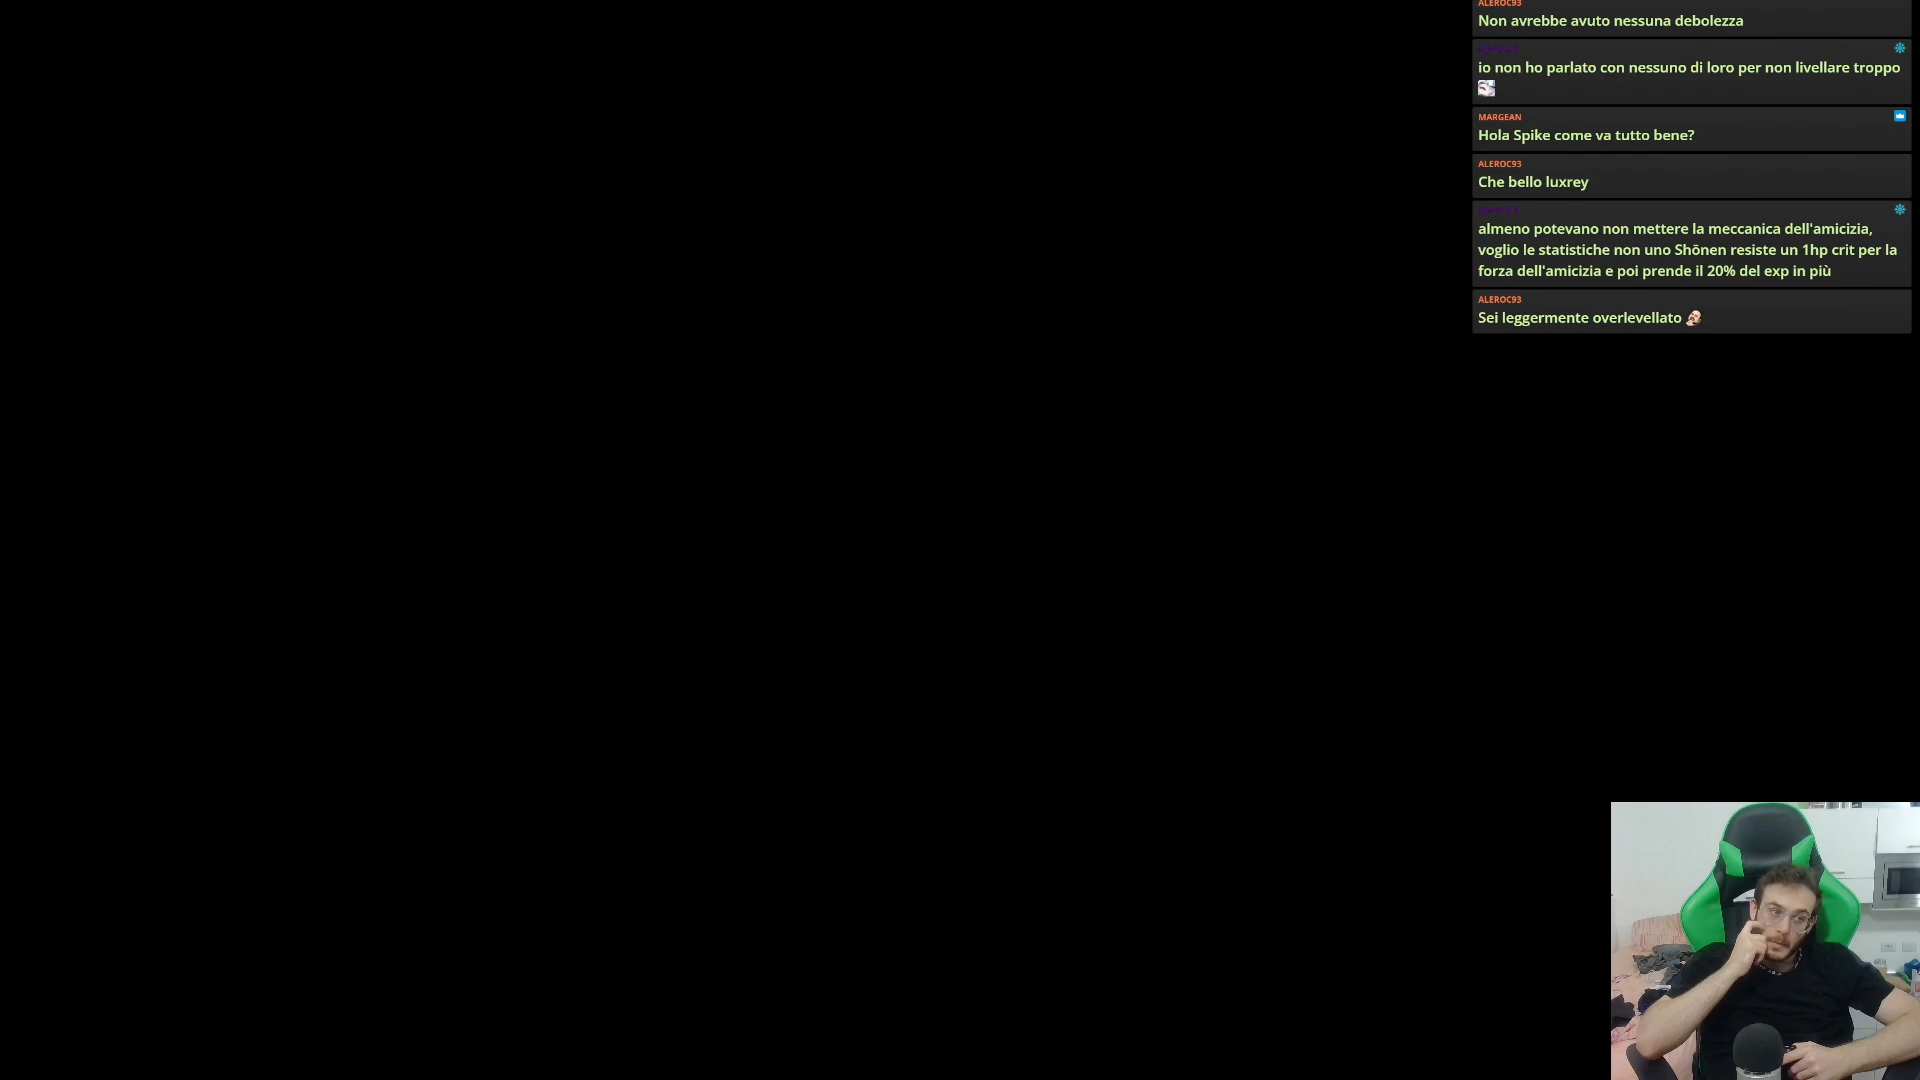 ALEROC93
Non avrebbe avuto nessuna debolezza
io non ho parlato con nessuno di loro per non livellare troppo
MARGEAN
Hola Spike come va tutto bene?
ALEROC93
Che bello luxrey
almeno potevano non mettere la meccanica dell'amicizia,
voglio le statistiche non uno Shōnen resiste un 1hp crit per la
forza dell'amicizia e poi prende il 20% del exp in più
ALEROC93
Sei leggermente overlevellato